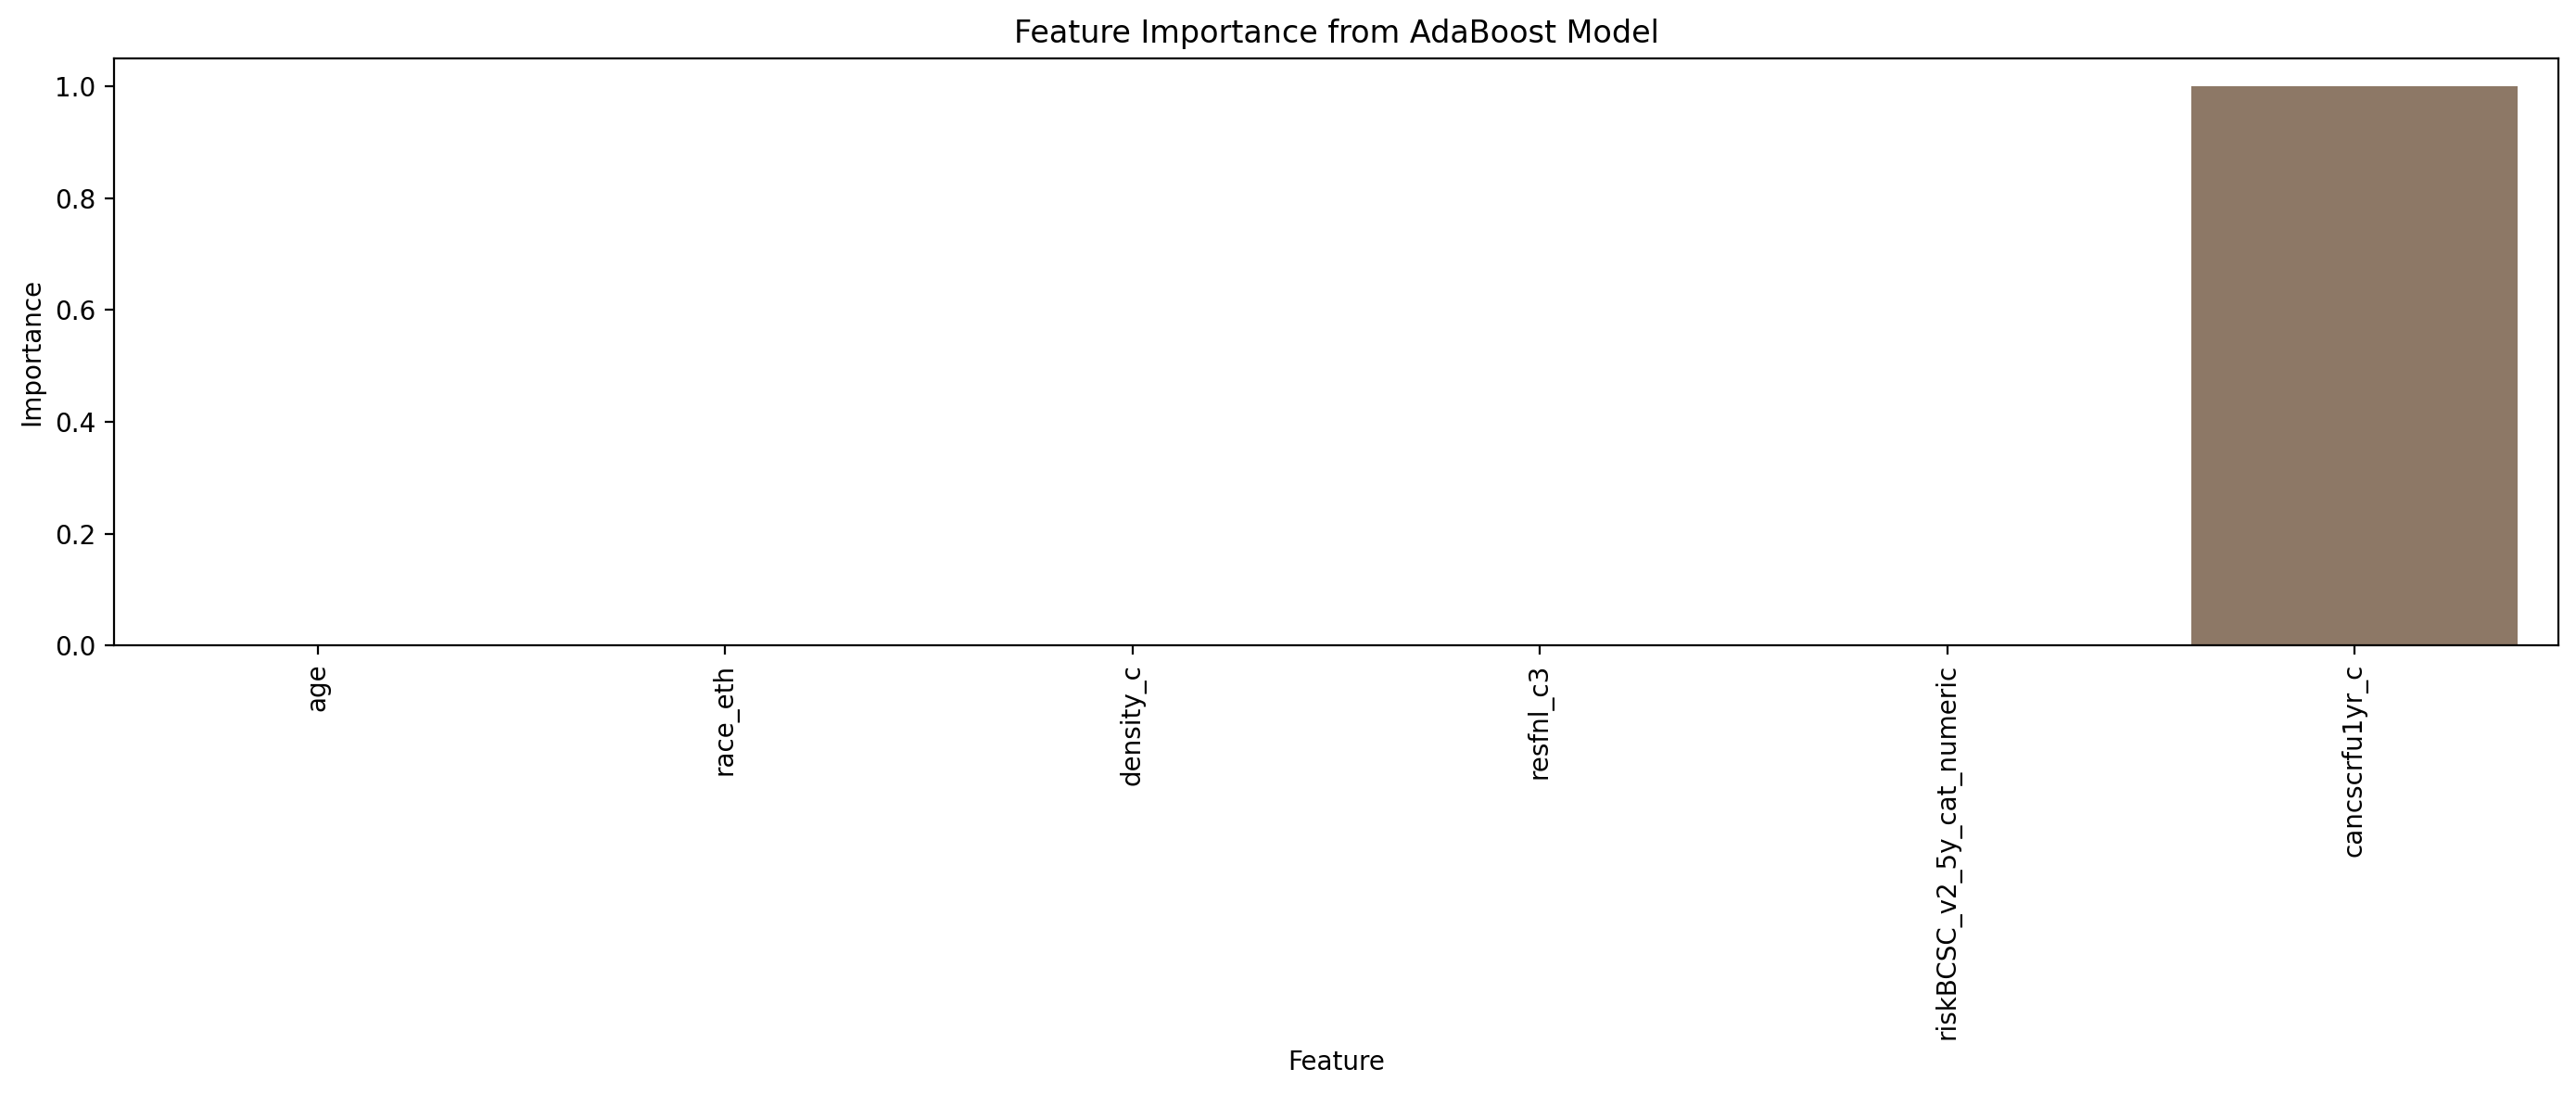 Feature Importance from AdaBoost Model
Importance
1.0
0.8
0.6
0.4
0.2
0.0
age
race_eth
density_c
resfnl_c3
riskBCSC_v2_5y_cat_numeric
cancscrfu1yr_c
Feature